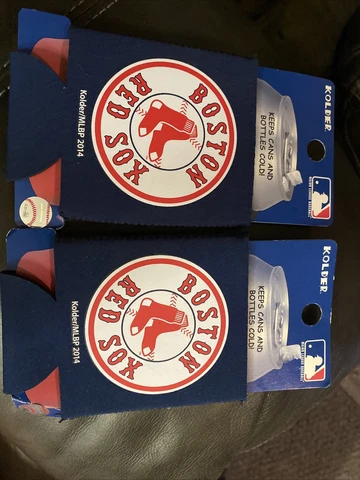 KOLDER
KEEPS CANS AND
BOTTLES COLD!
BOSTON
RED SOX
Kolder/MLBP 2014
KOLDER
KEEPS CANS AND
BOTTLES COLD!
BOSTON
RED SOX
Kolder/MLBP 2014